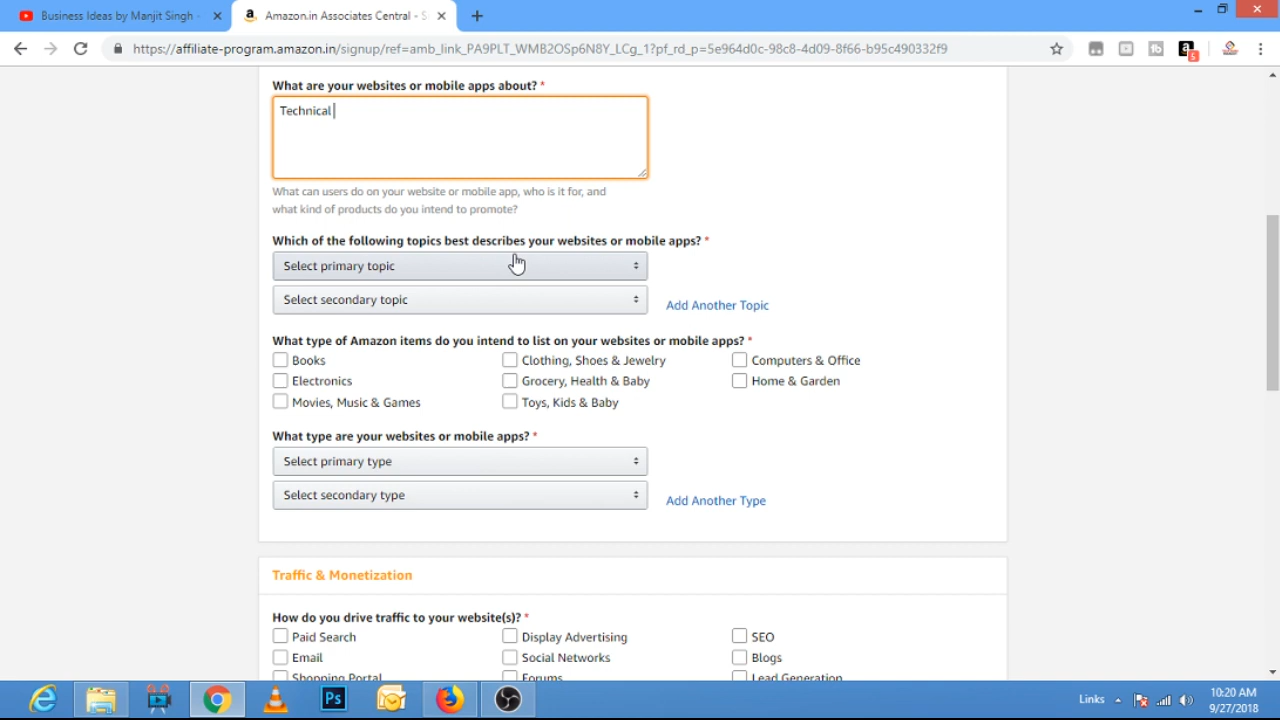 Business Ideas by Manjit Singh -
Amazon.in Associates Central - S
https://affiliate-program.amazon.in/signup/ref=amb_link_PA9PLT_WMB2OSp6N8Y_LCg_1?pf_rd_p=5e964d0c-98c8-4d09-8f66-b95c490332f9
What are your websites or mobile apps about? *
Technical
What can users do on your website or mobile app, who is it for, and
what kind of products do you intend to promote?
Which of the following topics best describes your websites or mobile apps? *
Select primary topic
Select secondary topic
Add Another Topic
What type of Amazon items do you intend to list on your websites or mobile apps? *
Books Clothing, Shoes & Jewelry Computers & Office
Electronics Grocery, Health & Baby Home & Garden
Movies, Music & Games Toys, Kids & Baby
What type are your websites or mobile apps? *
Select primary type
Select secondary type
Add Another Type
Traffic & Monetization
How do you drive traffic to your website(s)? *
Paid Search Display Advertising SEO
Email Social Networks Blogs
Shopping Portal Forums Lead Generation
Ps
Links
10:20 AM
9/27/2018